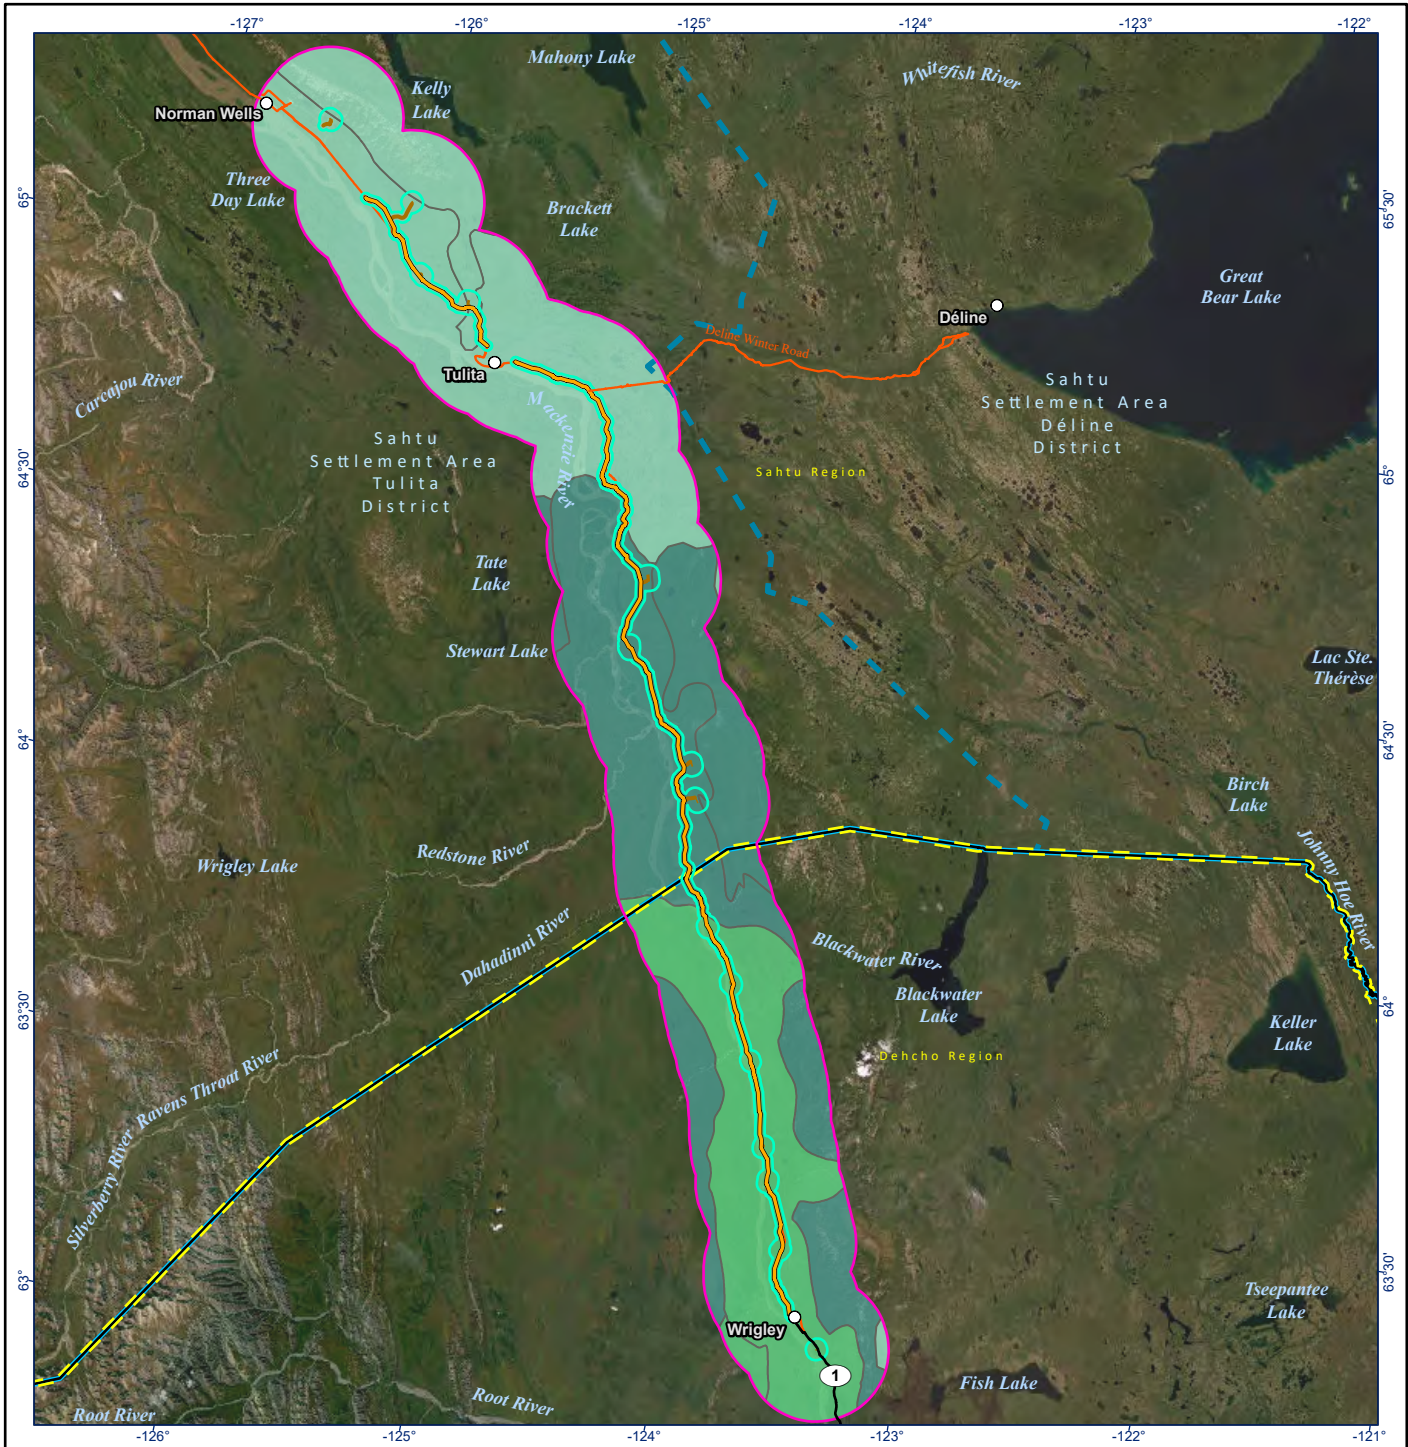 -127°
-126°
-125°
-124°
-123°
-122°
Mahony Lake
Whitefish River
Kelly
Lake
Norman Wells
Three
Day Lake
65°
65°30'
Brackett
Lake
Great
Bear Lake
Déline
Deline Winter Road
Tulita
Carcajou River
Mackenzie River
Sahtu
Settlement Area
Déline
District
Sahtu
Settlement Area
Tulita
District
64°30'
65°
Sahtu Region
Tate
Lake
Stewart Lake
Lac Ste.
Thérèse
64°
64°30'
Birch
Lake
Redstone River
Wrigley Lake
Johnny Hoe River
Dahadinni River
Blackwater River
Blackwater
Lake
63°30'
64°
Keller
Lake
Dehcho Region
Silverberry River
Ravens Throat River
63°
63°30'
Tseepantee
Lake
Wrigley
1
Fish Lake
Root River
Root River
-126°
-125°
-124°
-123°
-122°
-121°